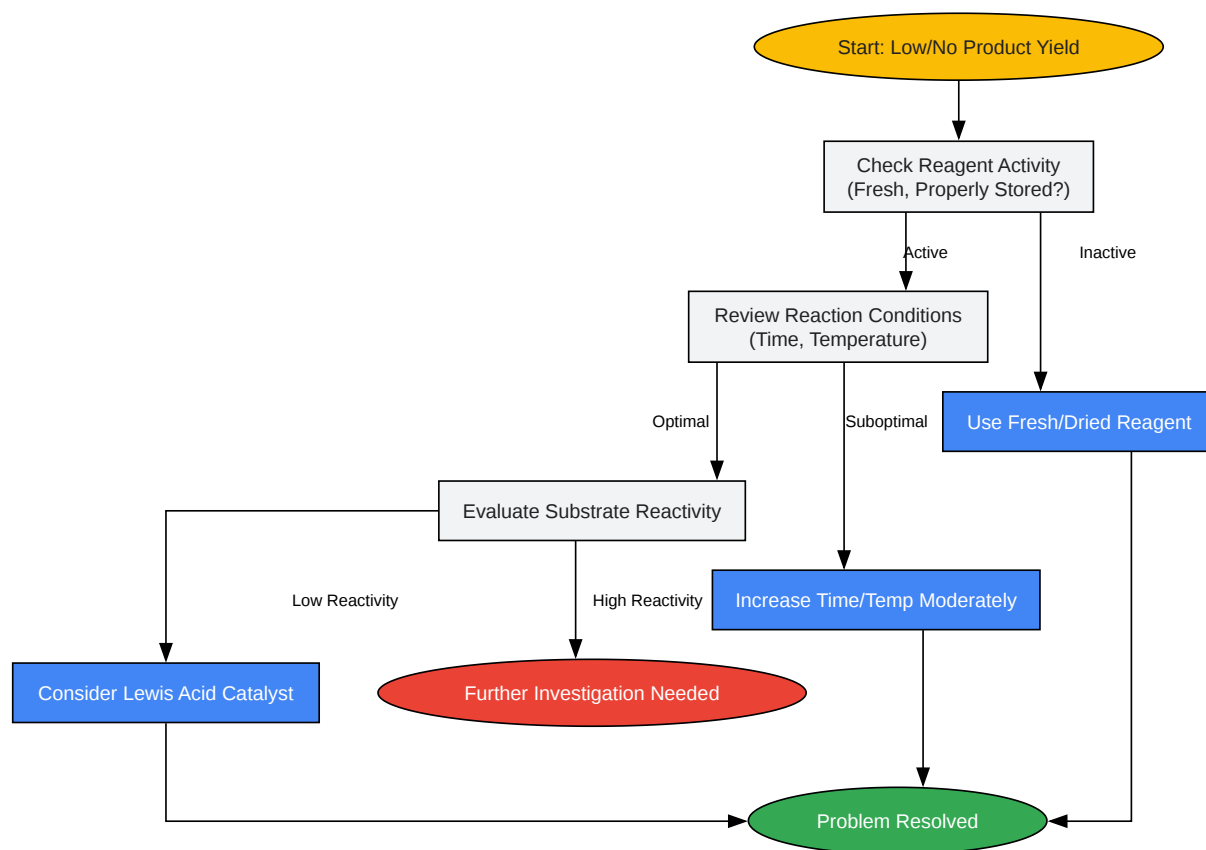 Start: Low/No Product Yield
Check Reagent Activity
(Fresh, Properly Stored?)
Active
Inactive
Review Reaction Conditions
(Time, Temperature)
Optimal
Suboptimal
Use Fresh/Dried Reagent
Evaluate Substrate Reactivity
Low Reactivity
High Reactivity
Increase Time/Temp Moderately
Consider Lewis Acid Catalyst
Further Investigation Needed
Problem Resolved